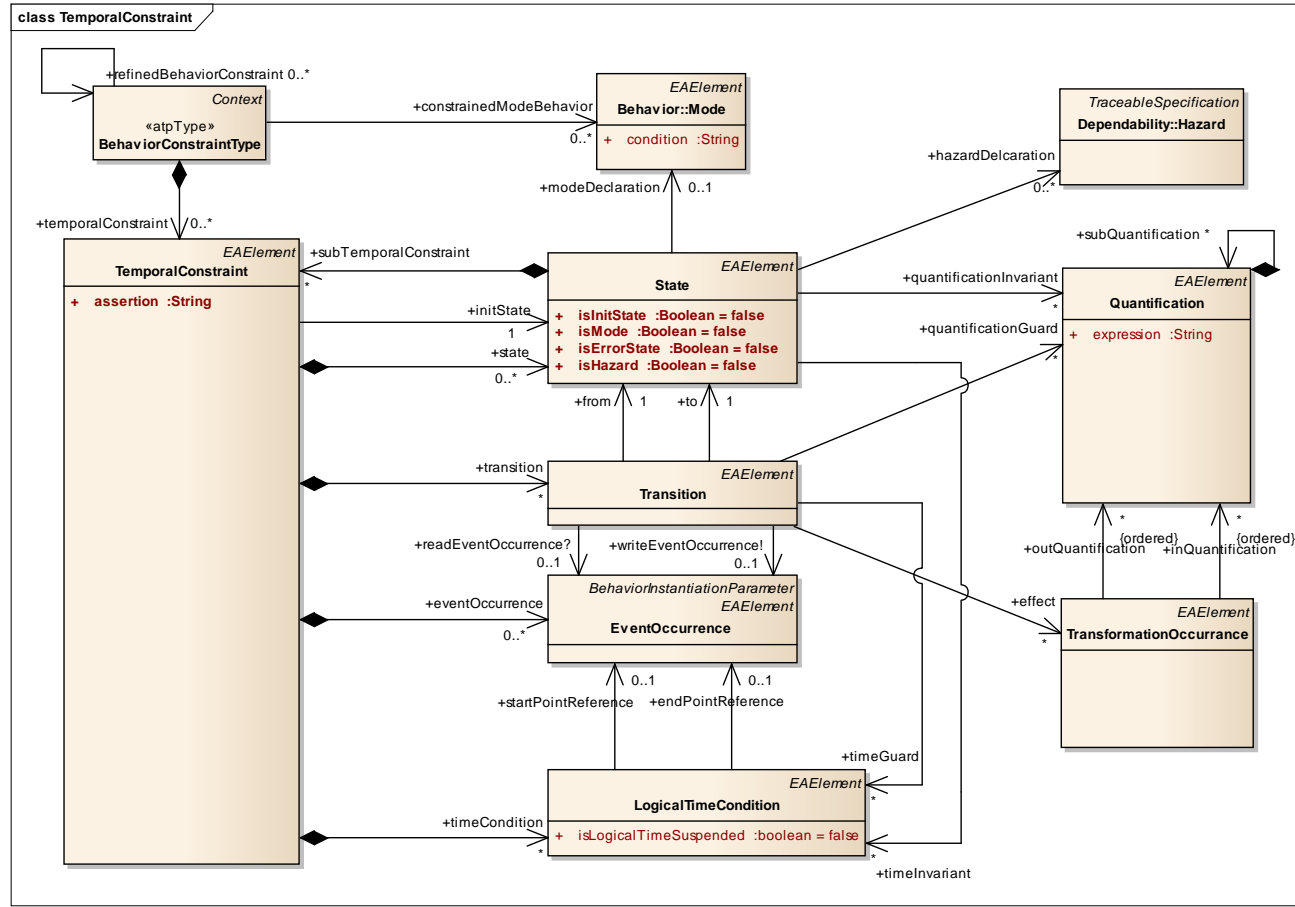 class TemporalConstraint
+refinedBehaviorConstraint 0..*
Context
«atpType»
BehaviorConstraintType
+constrainedModeBehavior
0..*
EAElement
Behavior::Mode
+ condition :String
TraceableSpecification
Dependability::Hazard
+hazardDelcaration
0..*
+modeDeclaration
0..1
+temporalConstraint
0..*
EAElement
TemporalConstraint
+ assertion :String
+subTemporalConstraint
*
+initState
1
+state
0..*
EAElement
State
+ isInitState :Boolean = false
+ isMode :Boolean = false
+ isErrorState :Boolean = false
+ isHazard :Boolean = false
+subQuantification *
+quantificationInvariant
*
+quantificationGuard
*
EAElement
Quantification
+ expression :String
+from
1
+to
1
+transition
*
EAElement
Transition
+readEventOccurrence?
0..1
+writeEventOccurrence!
0..1
*
{ordered}
+outQuantification
*
{ordered}
+inQuantification
+eventOccurrence
0..*
BehaviorInstantiationParameter
EAElement
EventOccurrence
+effect
*
EAElement
TransformationOccurrance
0..1
+startPointReference
0..1
+endPointReference
+timeGuard
*
+timeCondition
*
EAElement
LogicalTimeCondition
+ isLogicalTimeSuspended :boolean = false
*
+timeInvariant